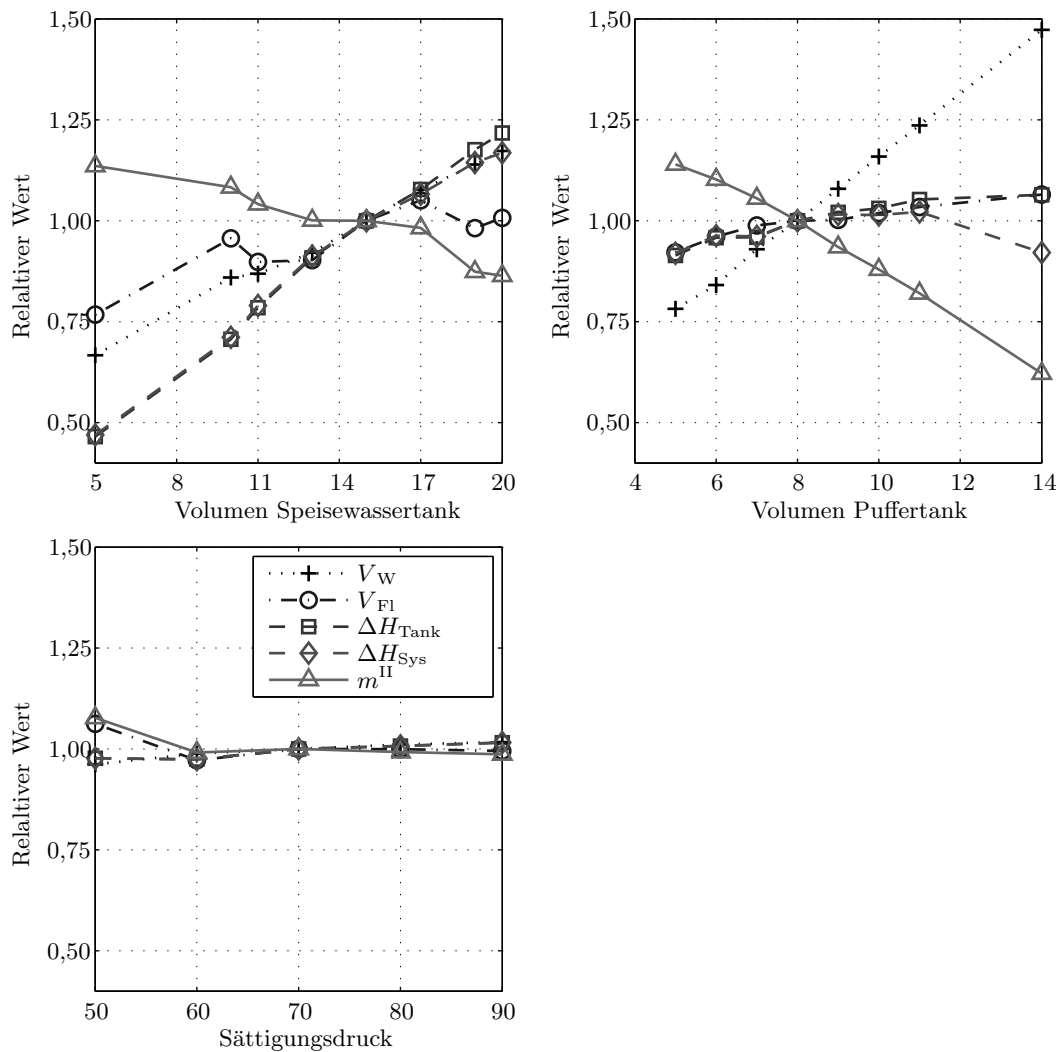 1,50
1,25
1,00
0,75
0,50
Relaltiver Wert
5 8 11 14 17 20
Volumen Speisewassertank
1,50
1,25
1,00
0,75
0,50
Relaltiver Wert
4 6 8 10 12 14
Volumen Puffertank
1,50
1,25
1,00
0,75
0,50
Relaltiver Wert
50 60 70 80 90
Sättigungsdruck
V_W
V_Fl
ΔH_Tank
ΔH_Sys
m^II